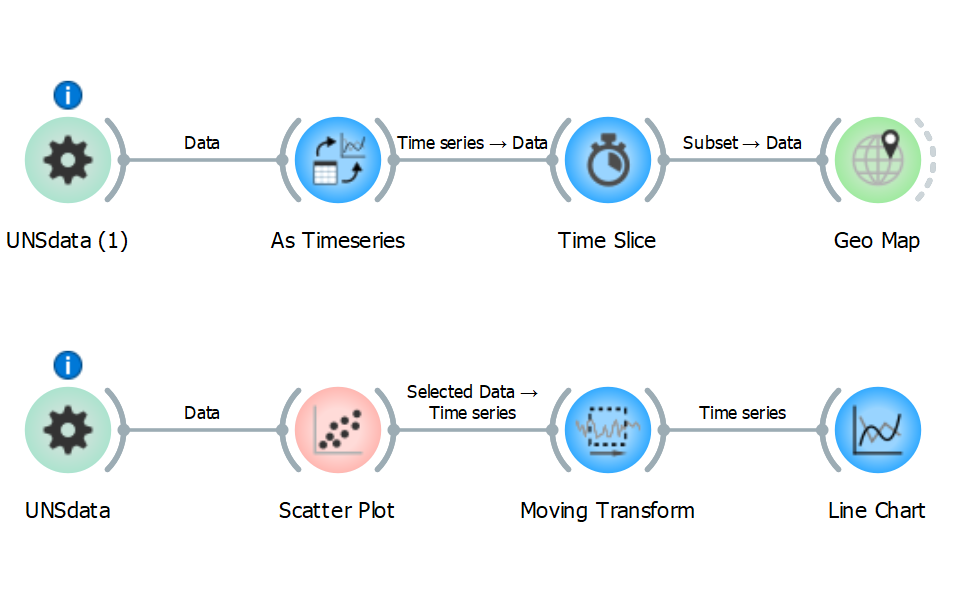 Data
Time series → Data
Subset → Data
UNSdata (1)
As Timeseries
Time Slice
Geo Map
Data
Selected Data →
Time series
Time series
UNSdata
Scatter Plot
Moving Transform
Line Chart